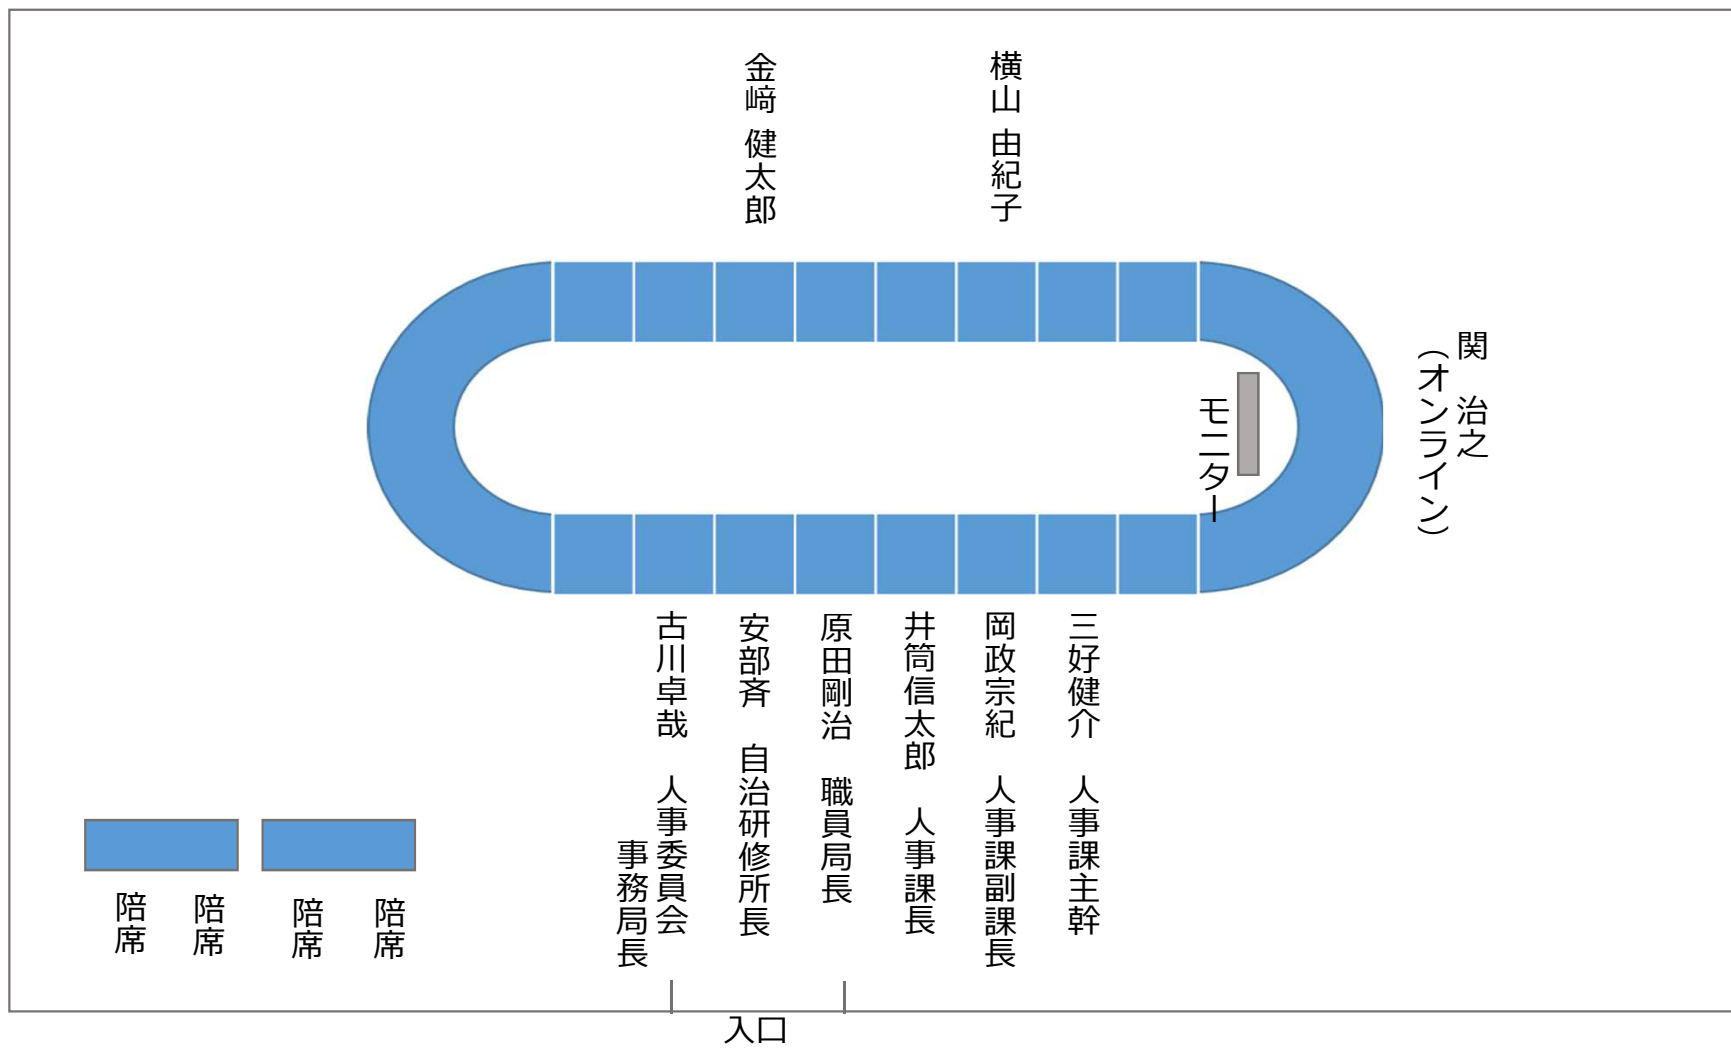 金﨑 健太郎
横山 由紀子
関 治之
（オンライン）
モニター
古川卓哉 人事委員会
事務局長
安部斉 自治研修所長
原田剛治 職員局長
井筒信太郎 人事課長
岡政宗紀 人事課副課長
三好健介 人事課主幹
陪席
陪席
陪席
陪席
入口